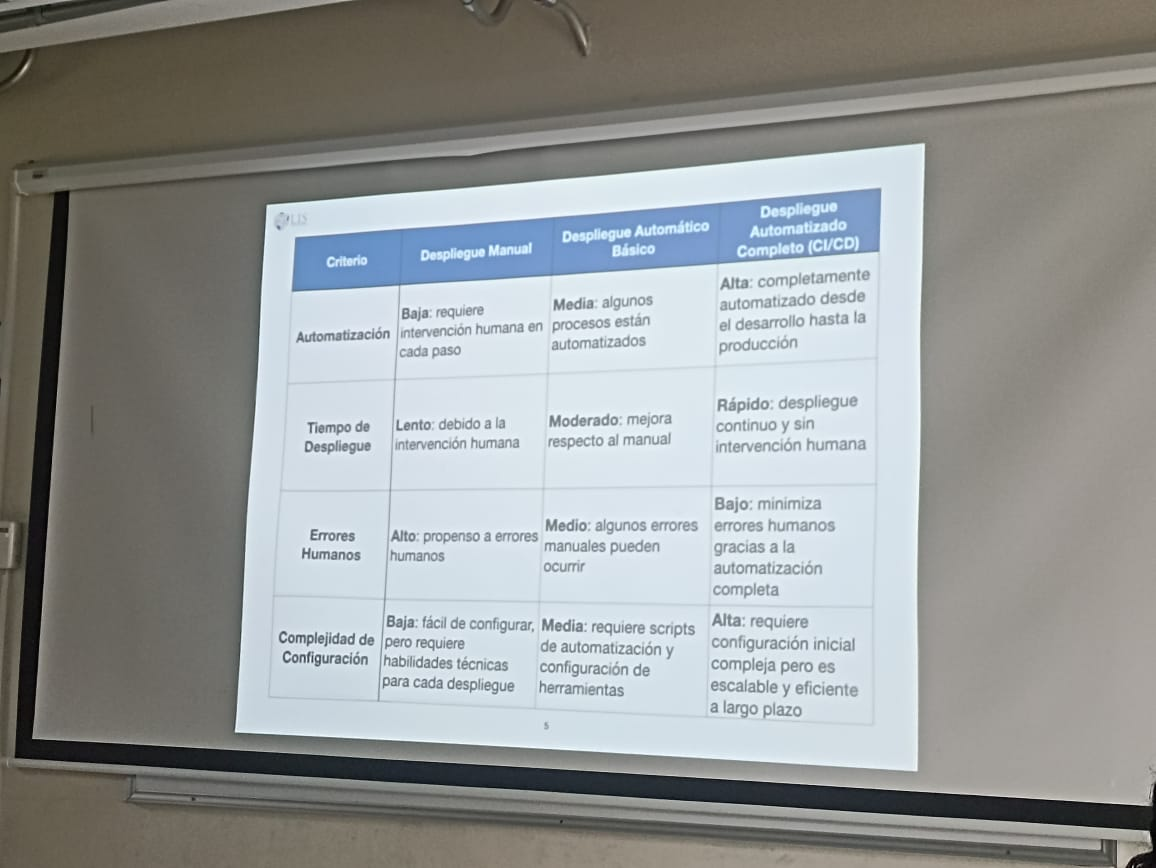 LIS
Criterio
Despliegue Manual
Despliegue Automático
Básico
Despliegue
Automatizado
Completo (CI/CD)
Automatización
Baja: requiere
intervención humana en
cada paso
Media: algunos
procesos están
automatizados
Alta: completamente
automatizado desde
el desarrollo hasta la
producción
Tiempo de
Despliegue
Lento: debido a la
intervención humana
Moderado: mejora
respecto al manual
Rápido: despliegue
continuo y sin
intervención humana
Errores
Humanos
Alto: propenso a errores
humanos
Medio: algunos errores
manuales pueden
ocurrir
Bajo: minimiza
errores humanos
gracias a la
automatización
completa
Complejidad de
Configuración
Baja: fácil de configurar,
pero requiere
habilidades técnicas
para cada despliegue
Media: requiere scripts
de automatización y
configuración de
herramientas
Alta: requiere
configuración inicial
compleja pero es
escalable y eficiente
a largo plazo
5